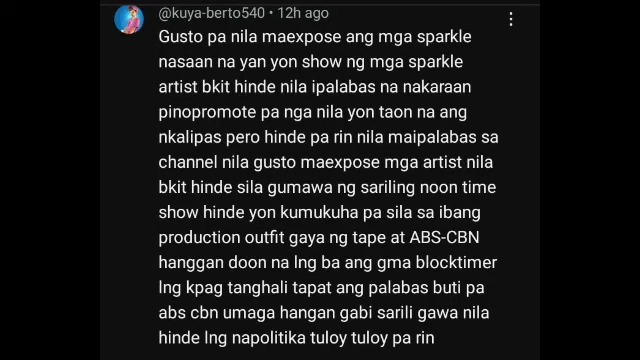 @kuya-berto540 • 12h ago
Gusto pa nila maexpose ang mga sparkle
nasaan na yan yon show ng mga sparkle
artist bkit hinde nila ipalabas na nakaraan
pinopromote pa nga nila yon taon na ang
nkalipas pero hinde pa rin nila maipalabas sa
channel nila gusto maexpose mga artist nila
bkit hinde sila gumawa ng sariling noon time
show hinde yon kumukuha pa sila sa ibang
production outfit gaya ng tape at ABS-CBN
hanggan doon na lng ba ang gma blocktimer
lng kpag tanghali tapat ang palabas buti pa
abs cbn umaga hangan gabi sarili gawa nila
hinde lng napolitika tuloy tuloy pa rin